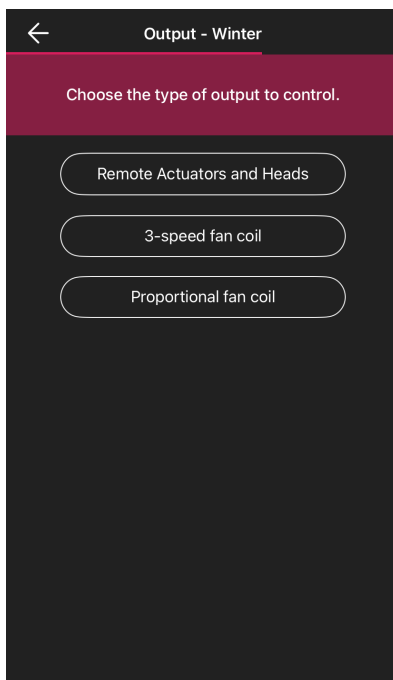 Output - Winter
Choose the type of output to control.
Remote Actuators and Heads
3-speed fan coil
Proportional fan coil